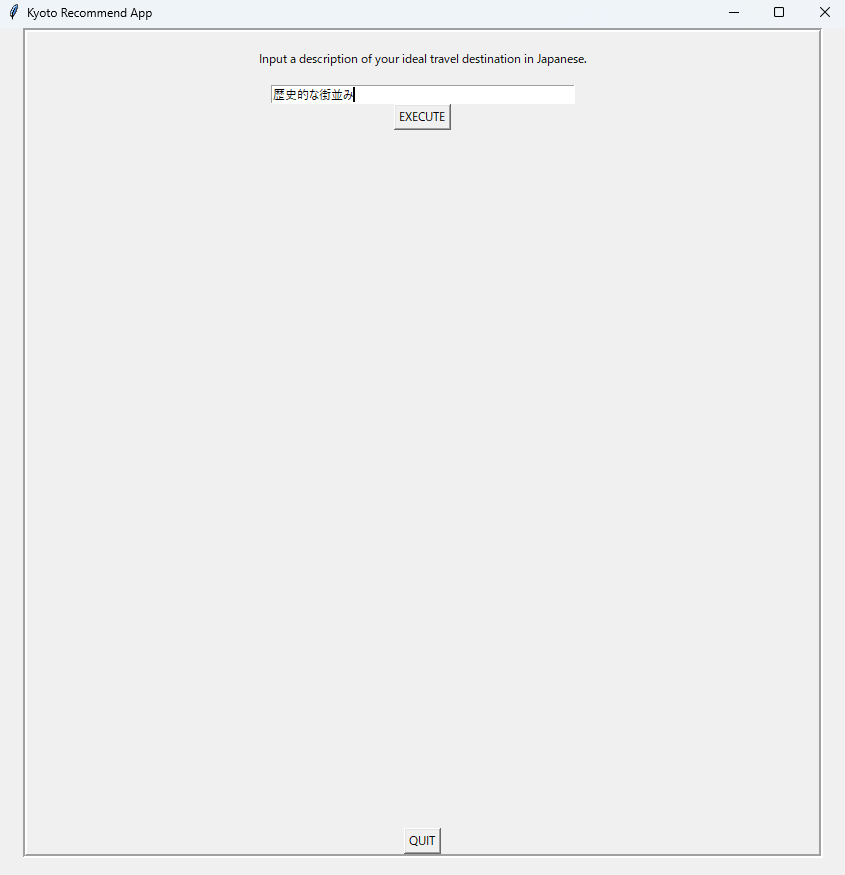 Kyoto Recommend App
Input a description of your ideal travel destination in Japanese.
歴史的な街並み
EXECUTE
QUIT